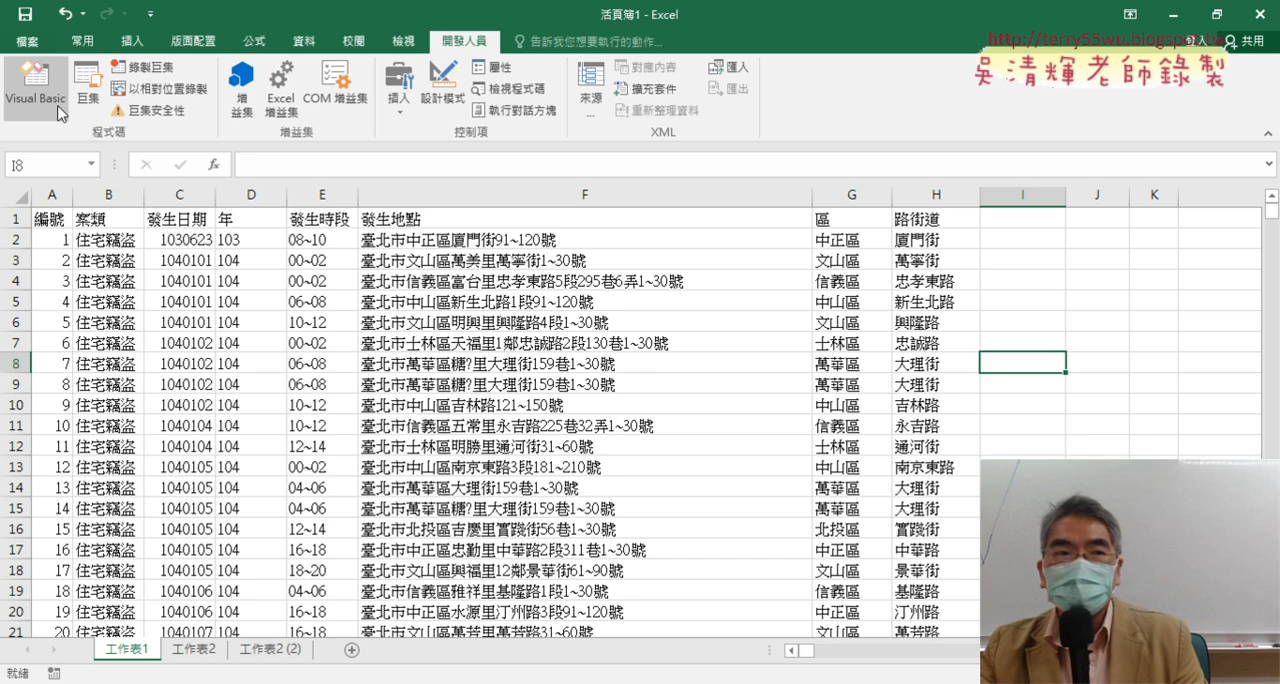 活頁簿1 - Excel
檔案 常用 插入 版面配置 公式 資料 校閱 檢視 開發人員 告訴我您想要執行的動作... 登入 共用
http://terry55wu.blogspot.tw
吳清輝老師錄製
Visual Basic 巨集 錄製巨集 以相對位置錄製 巨集安全性
增益集 Excel 增益集 COM 增益集
插入 設計模式 屬性 檢視程式碼 執行對話方塊
來源... 對應內容 擴充套件 重新整理資料 匯入 匯出
程式碼 增益集 控制項 XML
I8 fx
A B C D E F G H I J K
1 編號 案類 發生日期 年 發生時段 發生地點 區 路街道
2 1 住宅竊盜 1030623 103 08~10 臺北市中正區廈門街91~120號 中正區 廈門街
3 2 住宅竊盜 1040101 104 00~02 臺北市文山區萬美里萬寧街1~30號 文山區 萬寧街
4 3 住宅竊盜 1040101 104 00~02 臺北市信義區富台里忠孝東路5段295巷6弄1~30號 信義區 忠孝東路
5 4 住宅竊盜 1040101 104 06~08 臺北市中山區新生北路1段91~120號 中山區 新生北路
6 5 住宅竊盜 1040101 104 10~12 臺北市文山區明興里興隆路4段1~30號 文山區 興隆路
7 6 住宅竊盜 1040102 104 00~02 臺北市士林區天福里1鄰忠誠路2段130巷1~30號 士林區 忠誠路
8 7 住宅竊盜 1040102 104 06~08 臺北市萬華區糖?里大理街159巷1~30號 萬華區 大理街
9 8 住宅竊盜 1040102 104 06~08 臺北市萬華區糖?里大理街159巷1~30號 萬華區 大理街
10 9 住宅竊盜 1040102 104 10~12 臺北市中山區吉林路121~150號 中山區 吉林路
11 10 住宅竊盜 1040104 104 10~12 臺北市信義區五常里永吉路225巷32弄1~30號 信義區 永吉路
12 11 住宅竊盜 1040104 104 12~14 臺北市士林區明勝里通河街31~60號 士林區 通河街
13 12 住宅竊盜 1040105 104 00~02 臺北市中山區南京東路3段181~210號 中山區 南京東路
14 13 住宅竊盜 1040105 104 04~06 臺北市萬華區大理街159巷1~30號 萬華區 大理街
15 14 住宅竊盜 1040105 104 04~06 臺北市萬華區糖?里大理街159巷1~30號 萬華區 大理街
16 15 住宅竊盜 1040105 104 12~14 臺北市北投區吉慶里實踐街56巷1~30號 北投區 實踐街
17 16 住宅竊盜 1040105 104 16~18 臺北市中正區忠勤里中華路2段311巷1~30號 中正區 中華路
18 17 住宅竊盜 1040105 104 18~20 臺北市文山區興福里12鄰景華街61~90號 文山區 景華街
19 18 住宅竊盜 1040106 104 04~06 臺北市信義區雅祥里基隆路1段1~30號 信義區 基隆路
20 19 住宅竊盜 1040106 104 16~18 臺北市中正區水源里汀州路3段91~120號 中正區 汀州路
21 20 住宅竊盜 1040107 104 16~18 臺北市文山區萬芳里萬芳路31~60號 文山區 萬芳路
工作表1 工作表2 工作表2 (2)
就緒